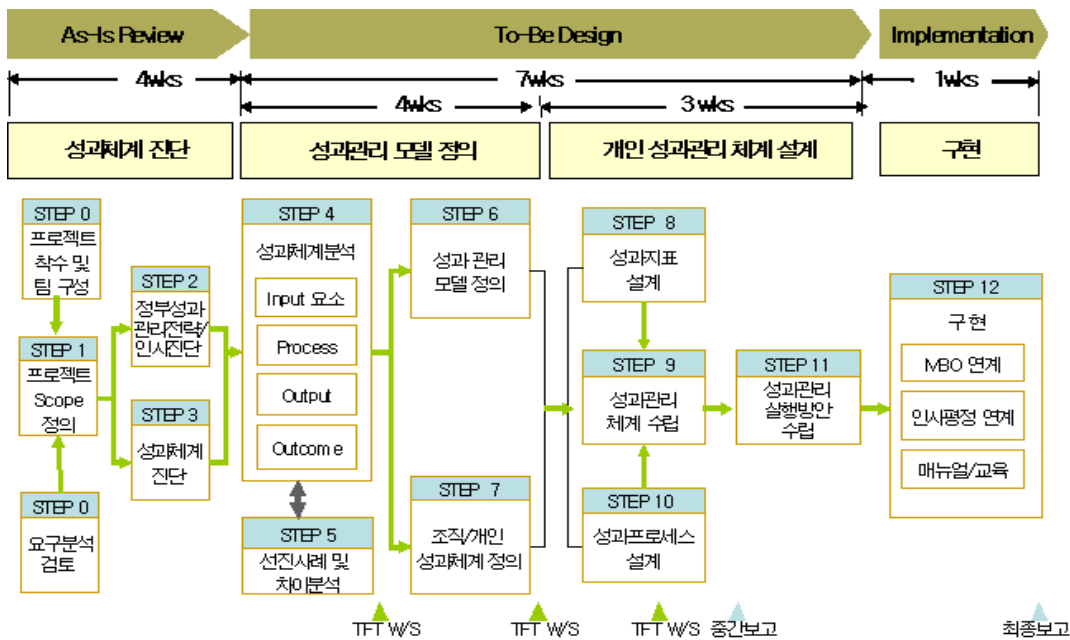 As-Is Review
To-Be Design
Implementation
4wks
7wks
1wks
4wks
3wks
성과체계 진단
성과관리 모델 정의
개인 성과관리 체계 설계
구현
STEP 0
프로젝트
착수 및
팀 구성
STEP 1
프로젝트
Scope
정의
STEP 0
요구분석
검토
STEP 2
정부성과
관리전략/
인사진단
STEP 3
성과체계
진단
STEP 4
성과체계분석
Input 요소
Process
Output
Outcome
STEP 5
선진사례 및
차이분석
STEP 6
성과 관리
모델 정의
STEP 7
조직/개인
성과체계 정의
STEP 8
성과지표
설계
STEP 9
성과관리
체계 수립
STEP 10
성과프로세스
설계
STEP 11
성과관리
실행방안
수립
STEP 12
구현
MBO 연계
인사평정 연계
매뉴얼/교육
TFT W/S
TFT W/S
TFT W/S
중간보고
최종보고